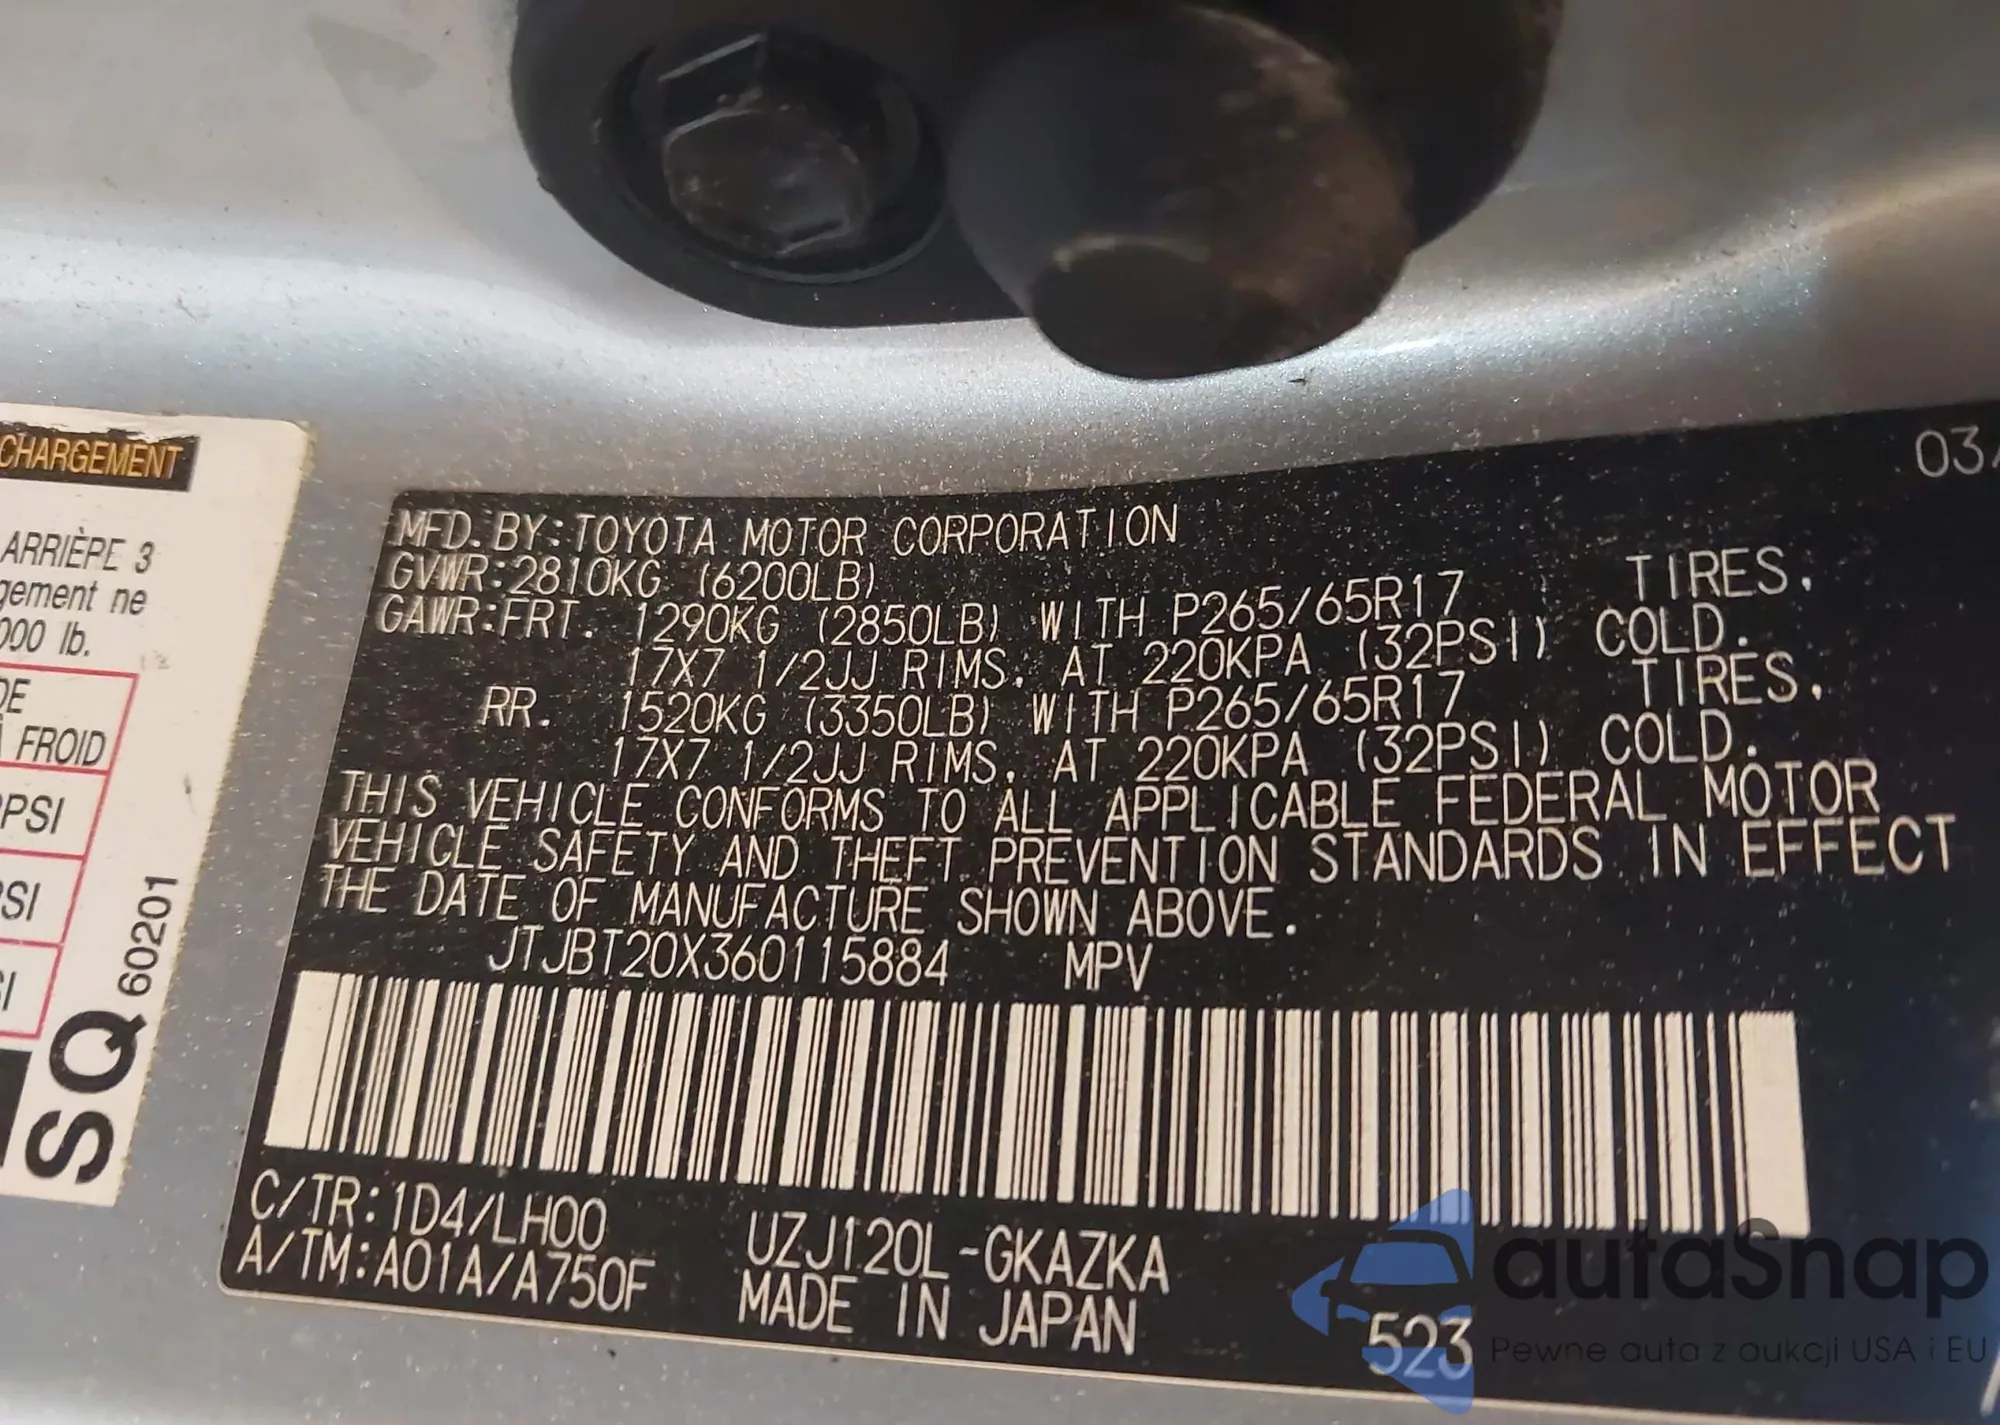 CHARGEMENT
ARRIÈRE 3
gement ne
000 lb.
DE
À FROID
PSI
SI
SQ 60201
03/
MFD. BY: TOYOTA MOTOR CORPORATION
GVWR: 2810KG (6200LB)
GAWR: FRT. 1290KG (2850LB) WITH P265/65R17 TIRES,
17X7 1/2JJ RIMS, AT 220KPA (32PSI) COLD.
RR. 1520KG (3350LB) WITH P265/65R17 TIRES,
17X7 1/2JJ RIMS, AT 220KPA (32PSI) COLD.
THIS VEHICLE CONFORMS TO ALL APPLICABLE FEDERAL MOTOR
VEHICLE SAFETY AND THEFT PREVENTION STANDARDS IN EFFECT
THE DATE OF MANUFACTURE SHOWN ABOVE.
JTJBT20X360115884 MPV
C/TR: 1D4/LH00 UZJ120L-GKAZKA
A/TM: A01A/A750F MADE IN JAPAN 523
autaSnap
Pewne auta z aukcji USA i EU